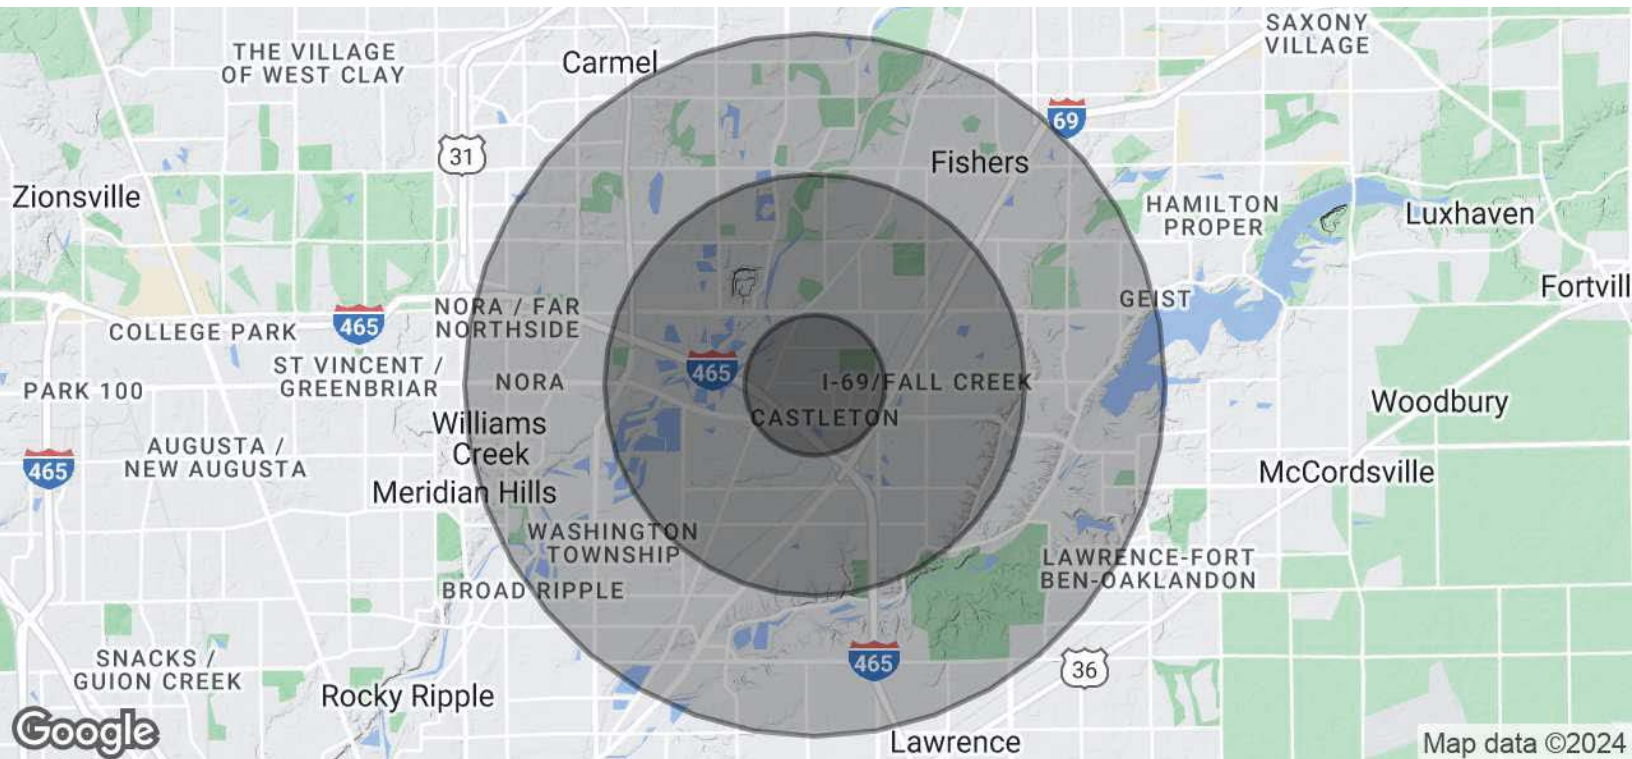 SAXONY
VILLAGE
THE VILLAGE
OF WEST CLAY
Carmel
69
31
Fishers
Zionsville
HAMILTON
PROPER
Luxhaven
Fortvill
GEIST
NORA / FAR
NORTHSIDE
465
COLLEGE PARK
ST VINCENT /
GREENBRIAR
465
NORA
I-69/FALL CREEK
PARK 100
Woodbury
CASTLETON
Williams
Creek
AUGUSTA /
NEW AUGUSTA
465
McCordsville
Meridian Hills
WASHINGTON
TOWNSHIP
LAWRENCE-FORT
BEN-OAKLANDON
BROAD RIPPLE
465
36
SNACKS /
GUION CREEK
Rocky Ripple
Google
Lawrence
Map data ©2024